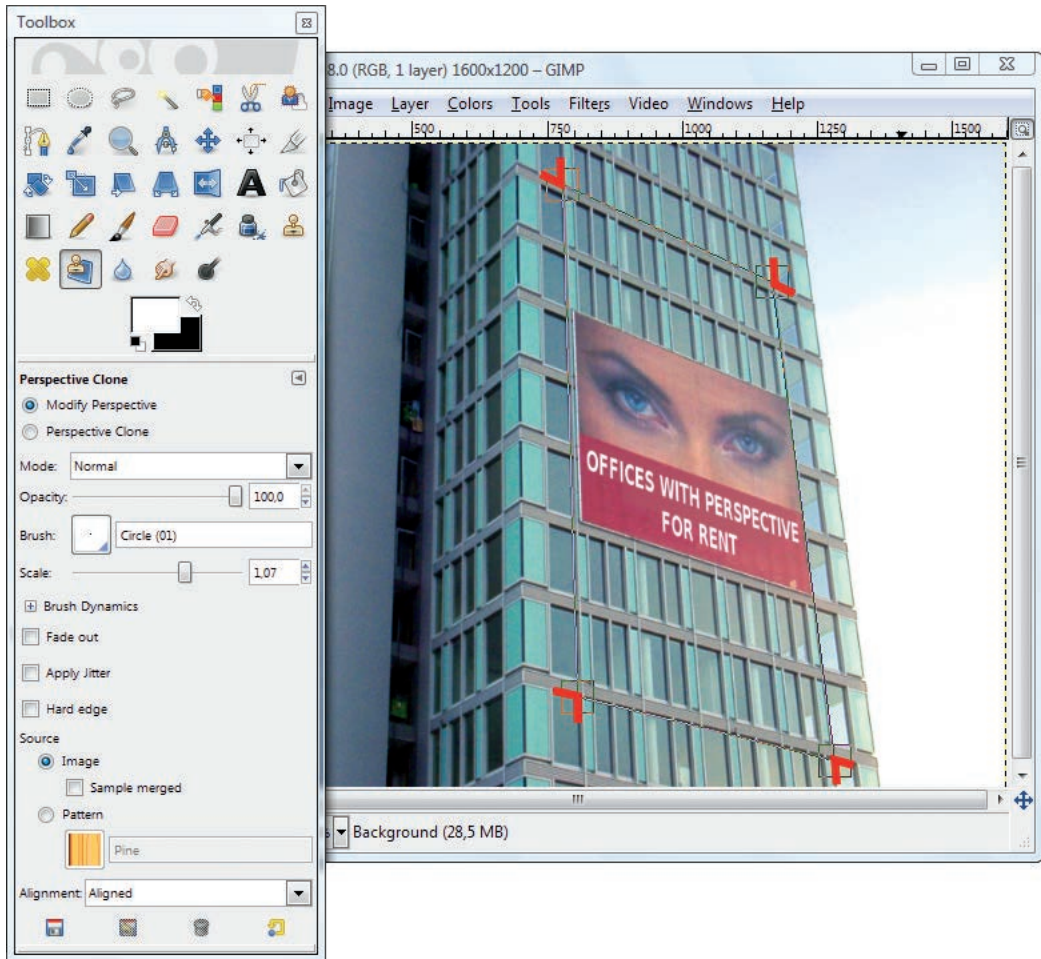 Toolbox
Perspective Clone
Modify Perspective
Perspective Clone
Mode: Normal
Opacity: 100,0
Brush: Circle (01)
Scale: 1,07
Brush Dynamics
Fade out
Apply Jitter
Hard edge
Source
Image
Sample merged
Pattern
Pine
Alignment: Aligned
8.0 (RGB, 1 layer) 1600x1200 – GIMP
Image Layer Colors Tools Filters Video Windows Help
500 750 1000 1250 1500
OFFICES WITH PERSPECTIVE
FOR RENT
Background (28,5 MB)